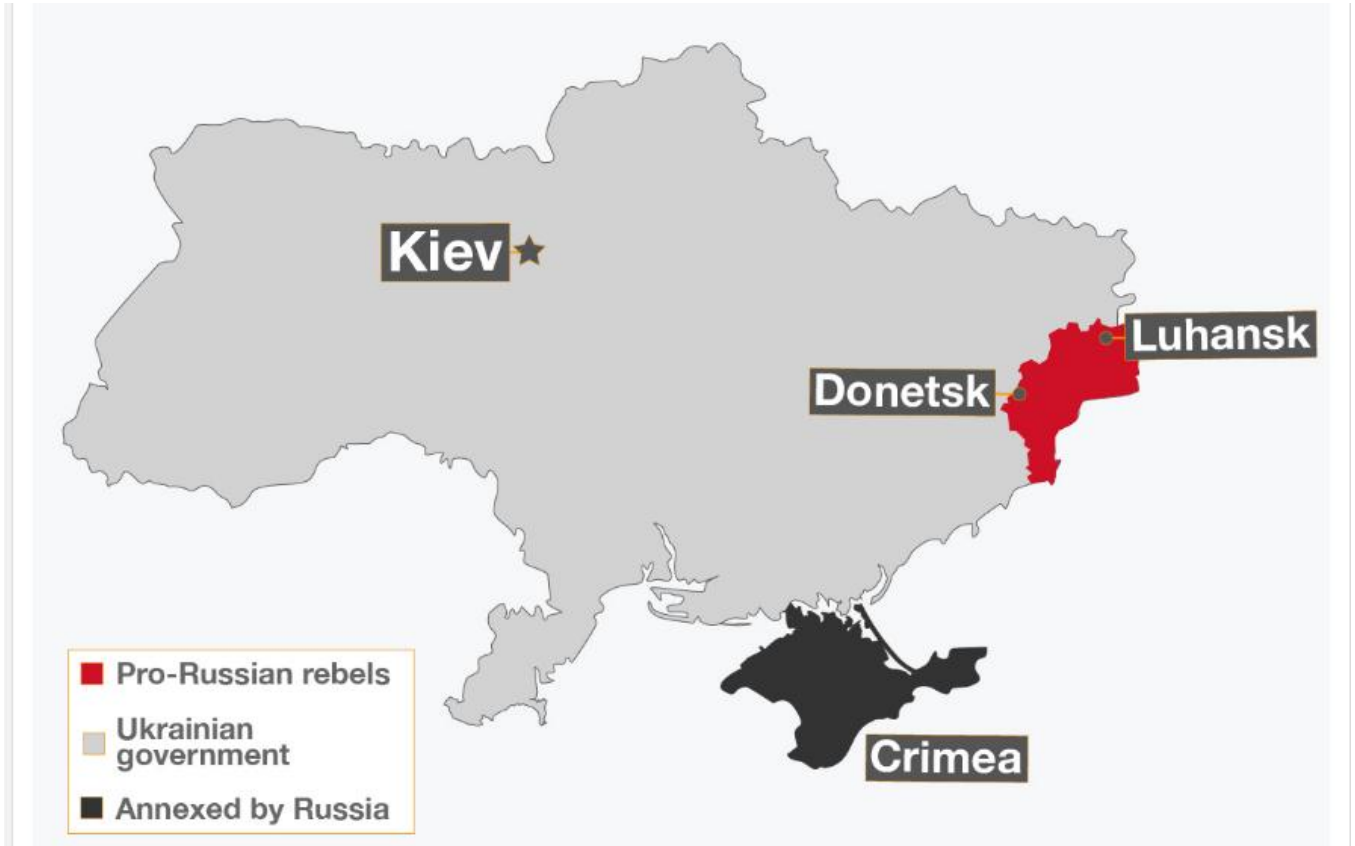 Kiev
Luhansk
Donetsk
Crimea
Pro-Russian rebels
Ukrainian
government
Annexed by Russia